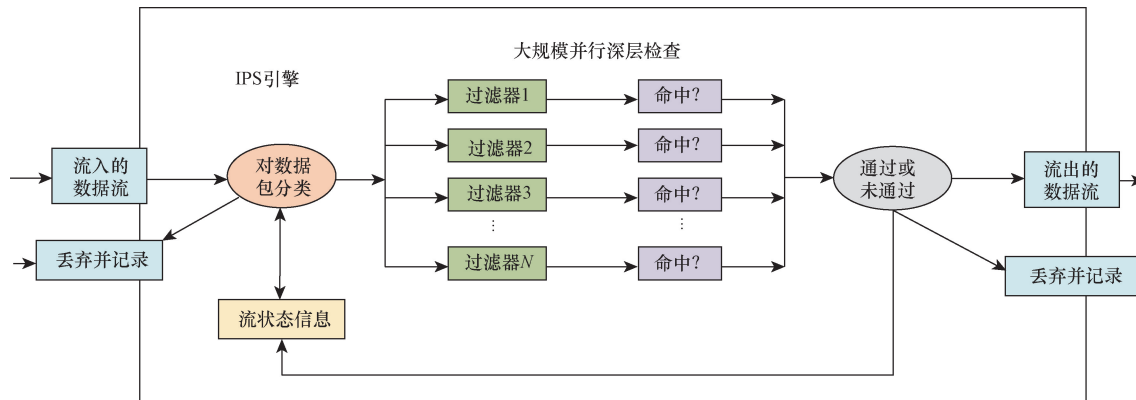 大规模并行深层检查
IPS引擎
过滤器1
命中?
过滤器2
命中?
流入的
数据流
对数据
包分类
过滤器3
命中?
通过或
未通过
流出的
数据流
⋮
⋮
丢弃并记录
过滤器N
命中?
丢弃并记录
流状态信息